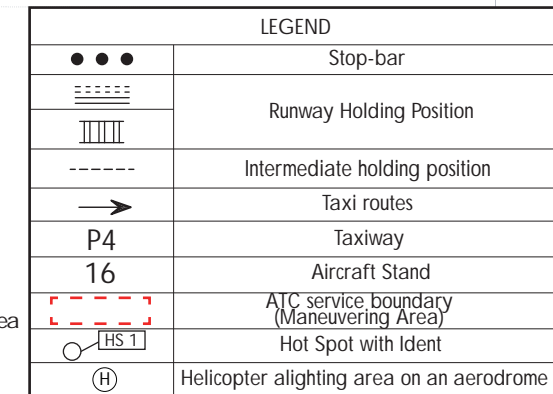 LEGEND
Stop-bar
Runway Holding Position
Intermediate holding position
Taxi routes
P4 Taxiway
16 Aircraft Stand
ea
ATC service boundary
(Maneuvering Area)
HS 1 Hot Spot with Ident
H Helicopter alighting area on an aerodrome